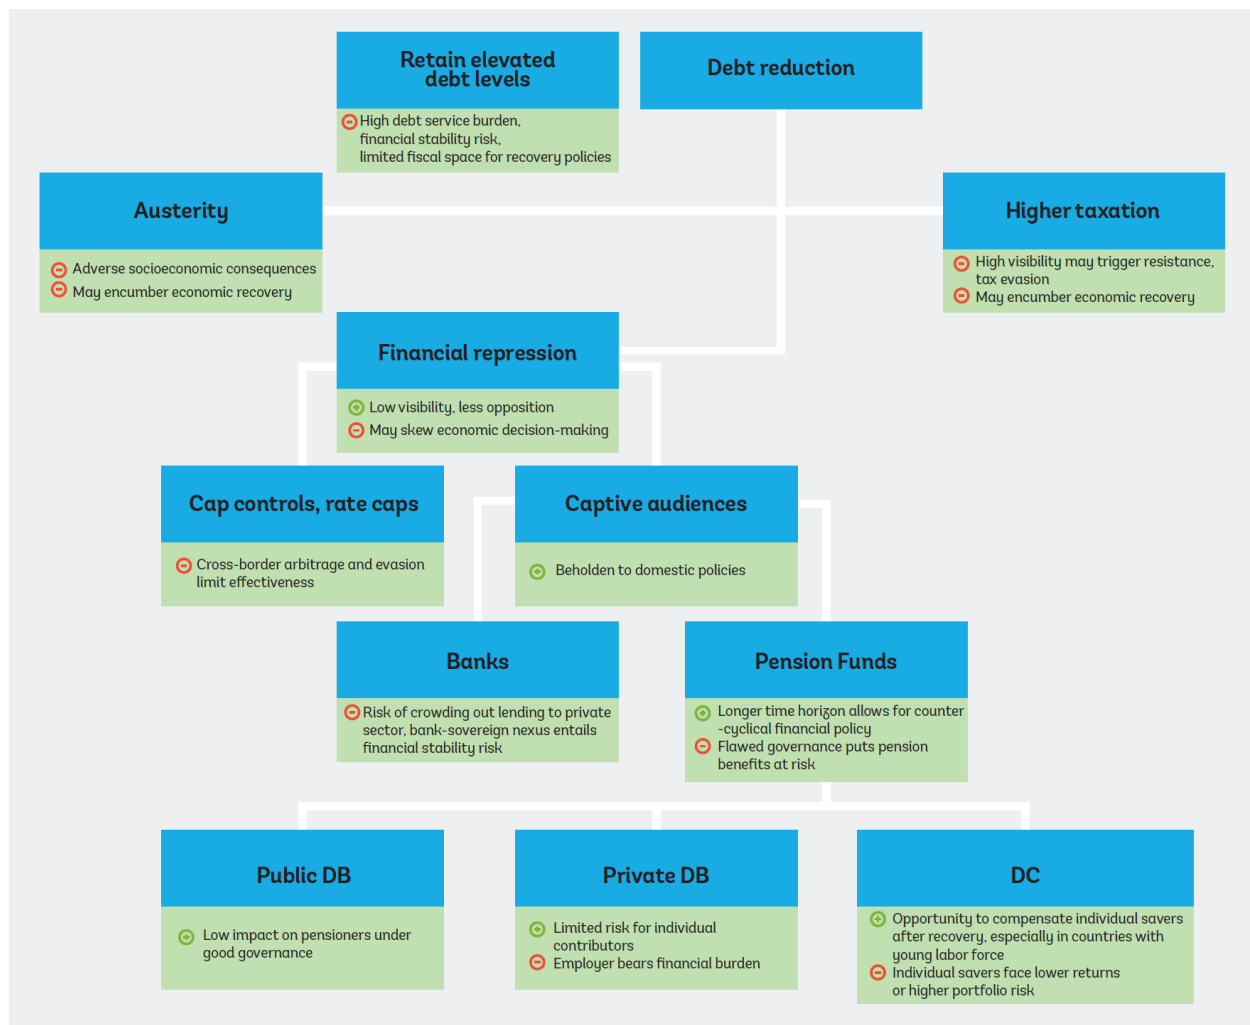 Retain elevated
debt levels
High debt service burden,
financial stability risk,
limited fiscal space for recovery policies
Debt reduction
Austerity
Adverse socioeconomic consequences
May encumber economic recovery
Higher taxation
High visibility may trigger resistance,
tax evasion
May encumber economic recovery
Financial repression
Low visibility, less opposition
May skew economic decision-making
Cap controls, rate caps
Cross-border arbitrage and evasion
limit effectiveness
Captive audiences
Beholden to domestic policies
Banks
Risk of crowding out lending to private
sector, bank-sovereign nexus entails
financial stability risk
Pension Funds
Longer time horizon allows for counter
-cyclical financial policy
Flawed governance puts pension
benefits at risk
Public DB
Low impact on pensioners under
good governance
Private DB
Limited risk for individual
contributors
Employer bears financial burden
DC
Opportunity to compensate individual savers
after recovery, especially in countries with
young labor force
Individual savers face lower returns
or higher portfolio risk